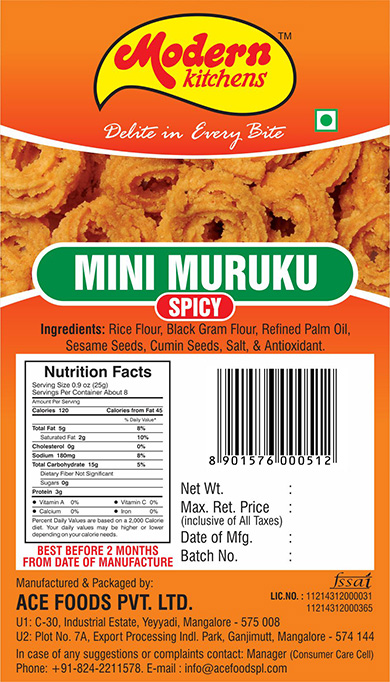 Modern™
kitchens
Delite in Every Bite
MINI MURUKU
SPICY
Ingredients: Rice Flour, Black Gram Flour, Refined Palm Oil,
Sesame Seeds, Cumin Seeds, Salt, & Antioxidant.
Nutrition Facts
Serving Size 0.9 oz (25g)
Servings Per Container About 8
Amount Per Serving
Calories 120 Calories from Fat 45
% Daily Value*
Total Fat 5g 8%
Saturated Fat 2g 10%
Cholesterol 0g 0%
Sodium 180mg 8%
Total Carbohydrate 15g 5%
Dietary Fiber Not Significant
Sugars 0g
Protein 3g
• Vitamin A 0% • Vitamin C 0%
• Calcium 0% • Iron 0%
Percent Daily Values are based on a 2,000 Calorie
diet. Your daily values may be higher or lower
depending on your calorie needs.
BEST BEFORE 2 MONTHS
FROM DATE OF MANUFACTURE
8 901576 000512
Net Wt. :
Max. Ret. Price :
(inclusive of All Taxes)
Date of Mfg. :
Batch No. :
Manufactured & Packaged by:
ACE FOODS PVT. LTD.
fssai
LIC.NO. : 11214312000031
11214312000365
U1: C-30, Industrial Estate, Yeyyadi, Mangalore - 575 008
U2: Plot No. 7A, Export Processing Indl. Park, Ganjimutt, Mangalore - 574 144
In case of any suggestions or complaints contact: Manager (Consumer Care Cell)
Phone: +91-824-2211578. E-mail : info@acefoodspl.com